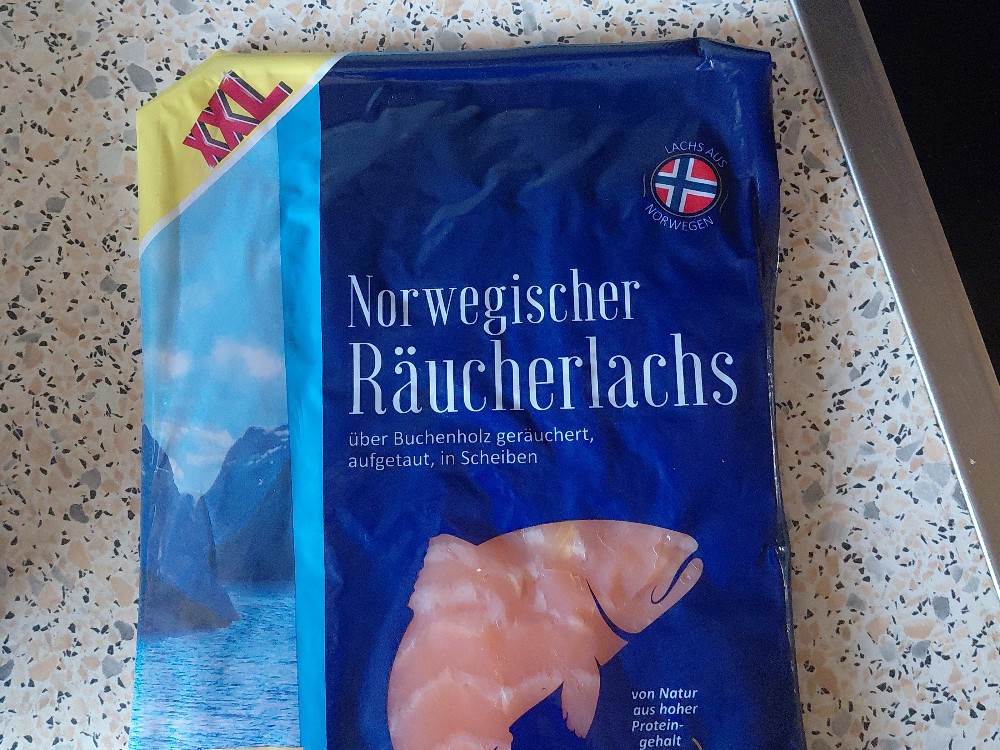 XXL
LACHS AUS
NORWEGEN
Norwegischer
Räucherlachs
über Buchenholz geräuchert,
aufgetaut, in Scheiben
von Natur
aus hoher
Protein-
gehalt